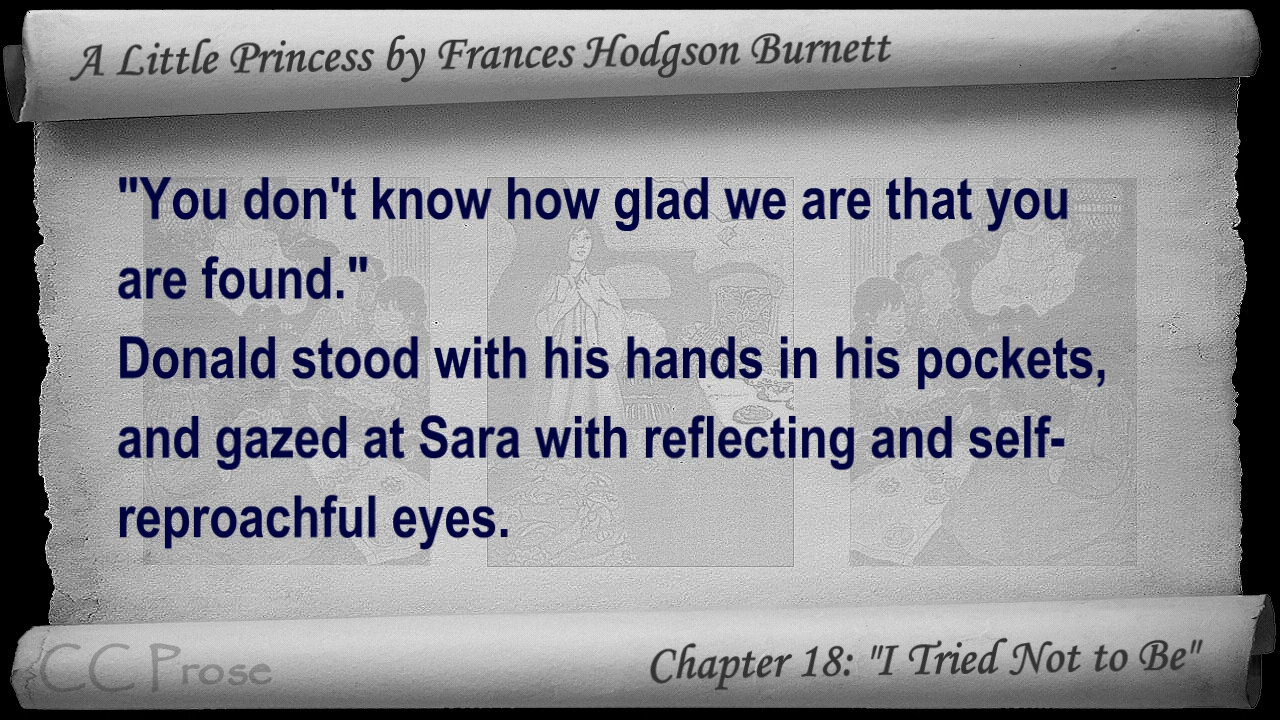 A Little Princess by Frances Hodgson Burnett
"You don't know how glad we are that you
are found."
Donald stood with his hands in his pockets,
and gazed at Sara with reflecting and self-
reproachful eyes.
CC Prose
Chapter 18: "I Tried Not to Be"